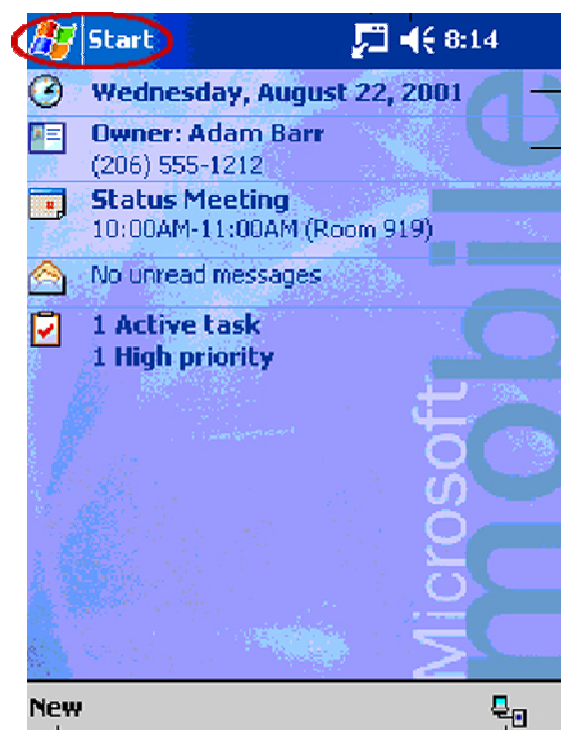 Start 8:14
Wednesday, August 22, 2001
Owner: Adam Barr
(206) 555-1212
Status Meeting
10:00AM-11:00AM (Room 919)
No unread messages
1 Active task
1 High priority
Microsoft
mobile
New